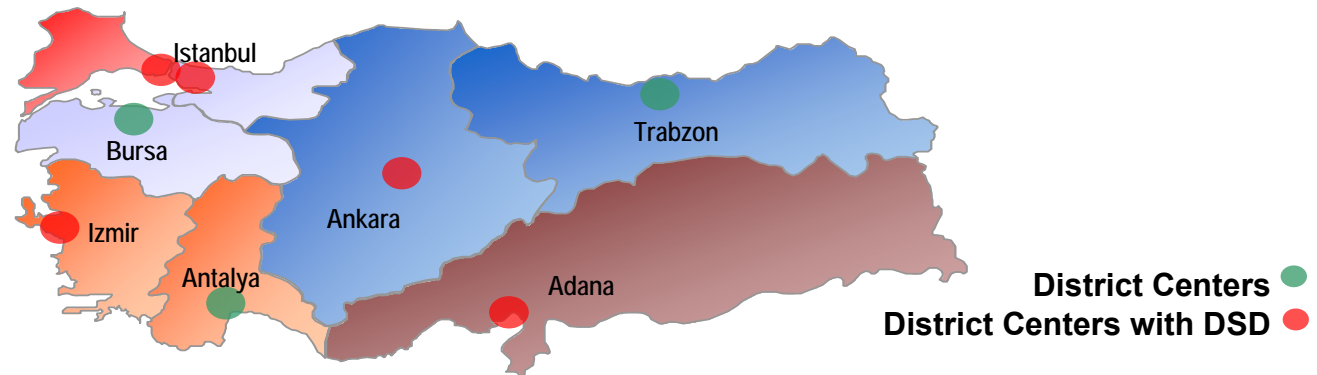 Istanbul
Bursa
Trabzon
Ankara
Izmir
Antalya
Adana
District Centers
District Centers with DSD